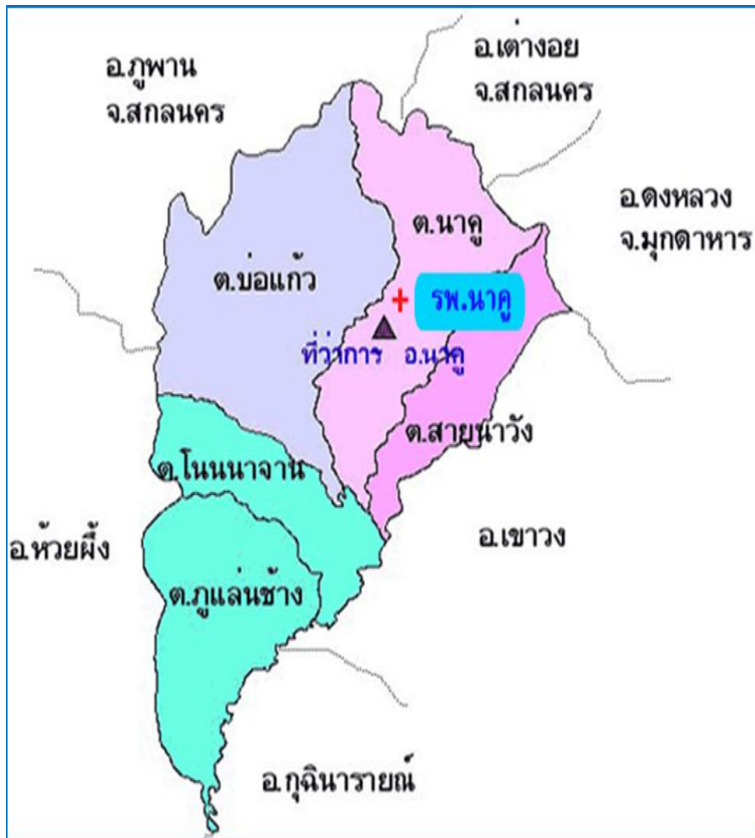 อ.เต่างอย
จ.สกลนคร
อ.ภูพาน
จ.สกลนคร
อ.ดงหลวง
จ.มุกดาหาร
ต.นาคู
ต.บ่อแก้ว
รพ.นาคู
ที่ว่าการ อ.นาคู
ต.สายนาวัง
ต.โนนนาจาน
อ.เขาวง
อ.ห้วยผึ้ง
ต.ภูแล่นช้าง
อ.กุฉินารายณ์